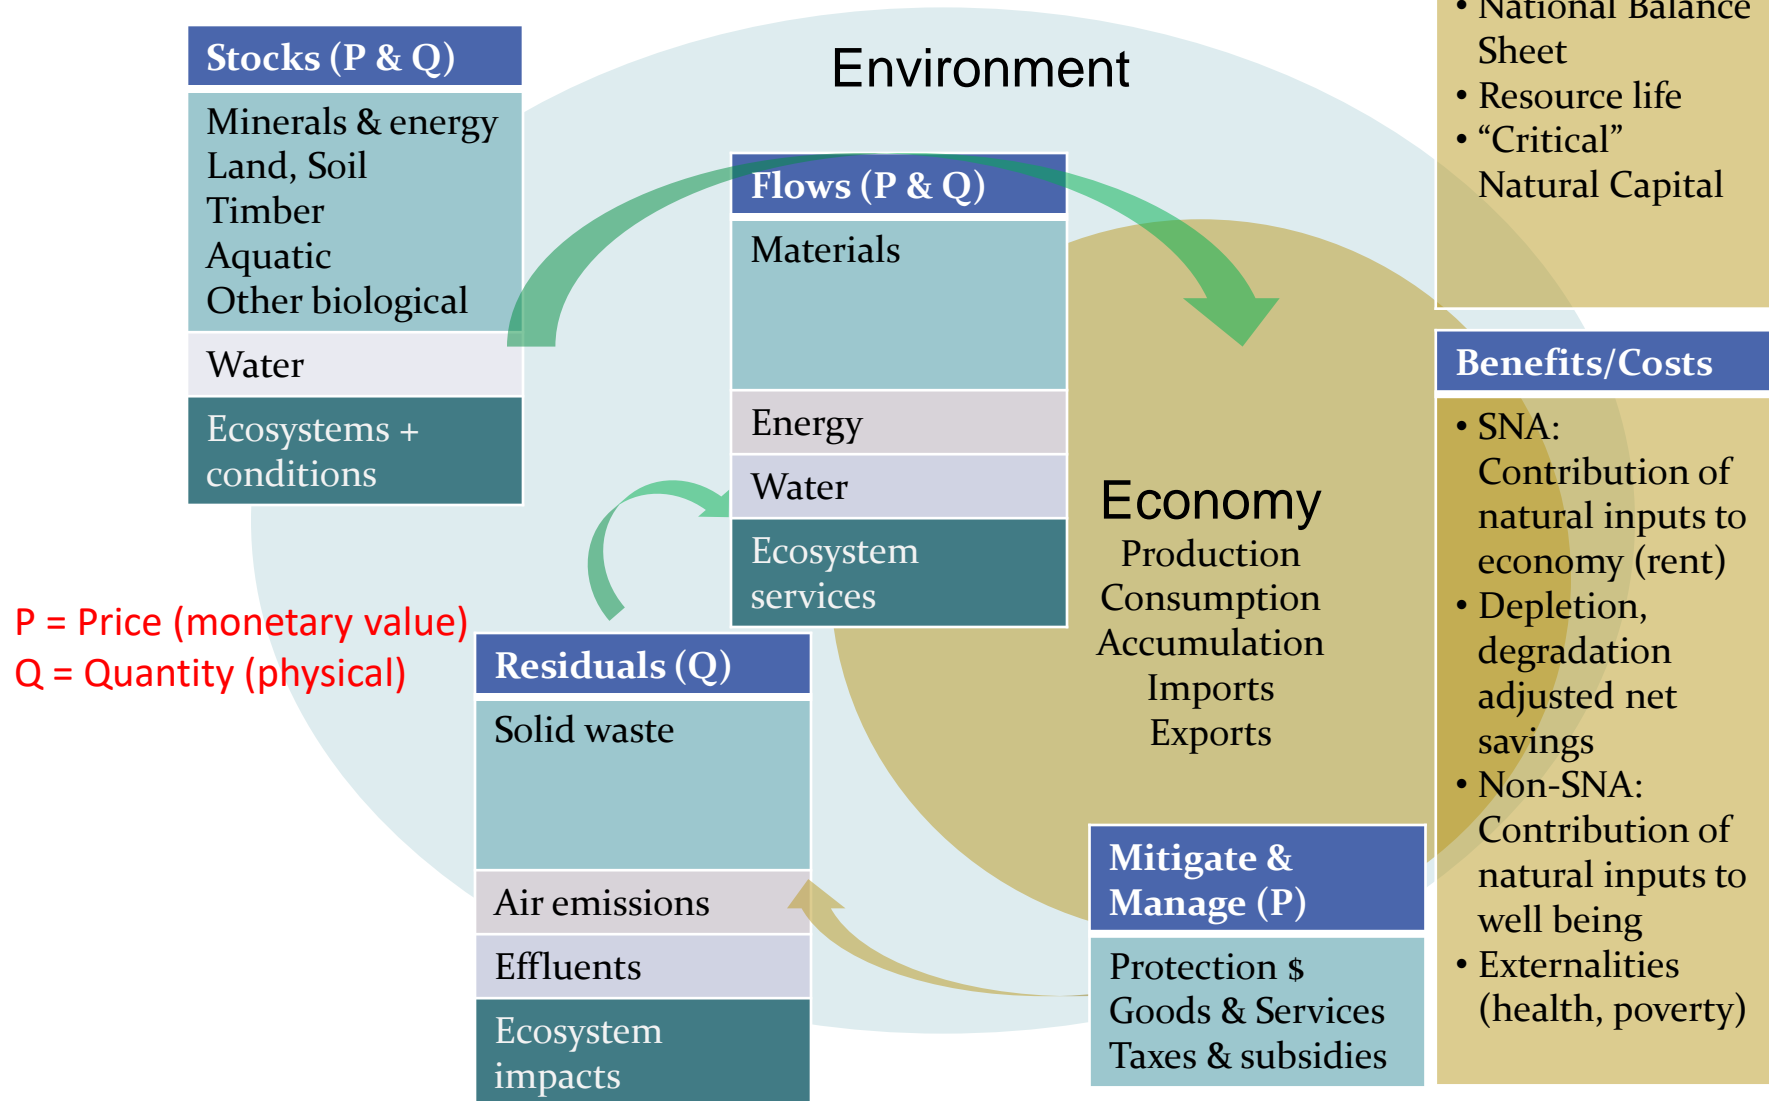 Stocks (P & Q)
Minerals & energy
Land, Soil
Timber
Aquatic
Other biological
Water
Ecosystems +
conditions
Environment
Flows (P & Q)
Materials
Energy
Water
Ecosystem
services
P = Price (monetary value)
Q = Quantity (physical)
Residuals (Q)
Solid waste
Air emissions
Effluents
Ecosystem
impacts
Economy
Production
Consumption
Accumulation
Imports
Exports
Mitigate &
Manage (P)
Protection $
Goods & Services
Taxes & subsidies
• National Balance
Sheet
• Resource life
• “Critical”
Natural Capital
Benefits/Costs
• SNA:
Contribution of
natural inputs to
economy (rent)
• Depletion,
degradation
adjusted net
savings
• Non-SNA:
Contribution of
natural inputs to
well being
• Externalities
(health, poverty)